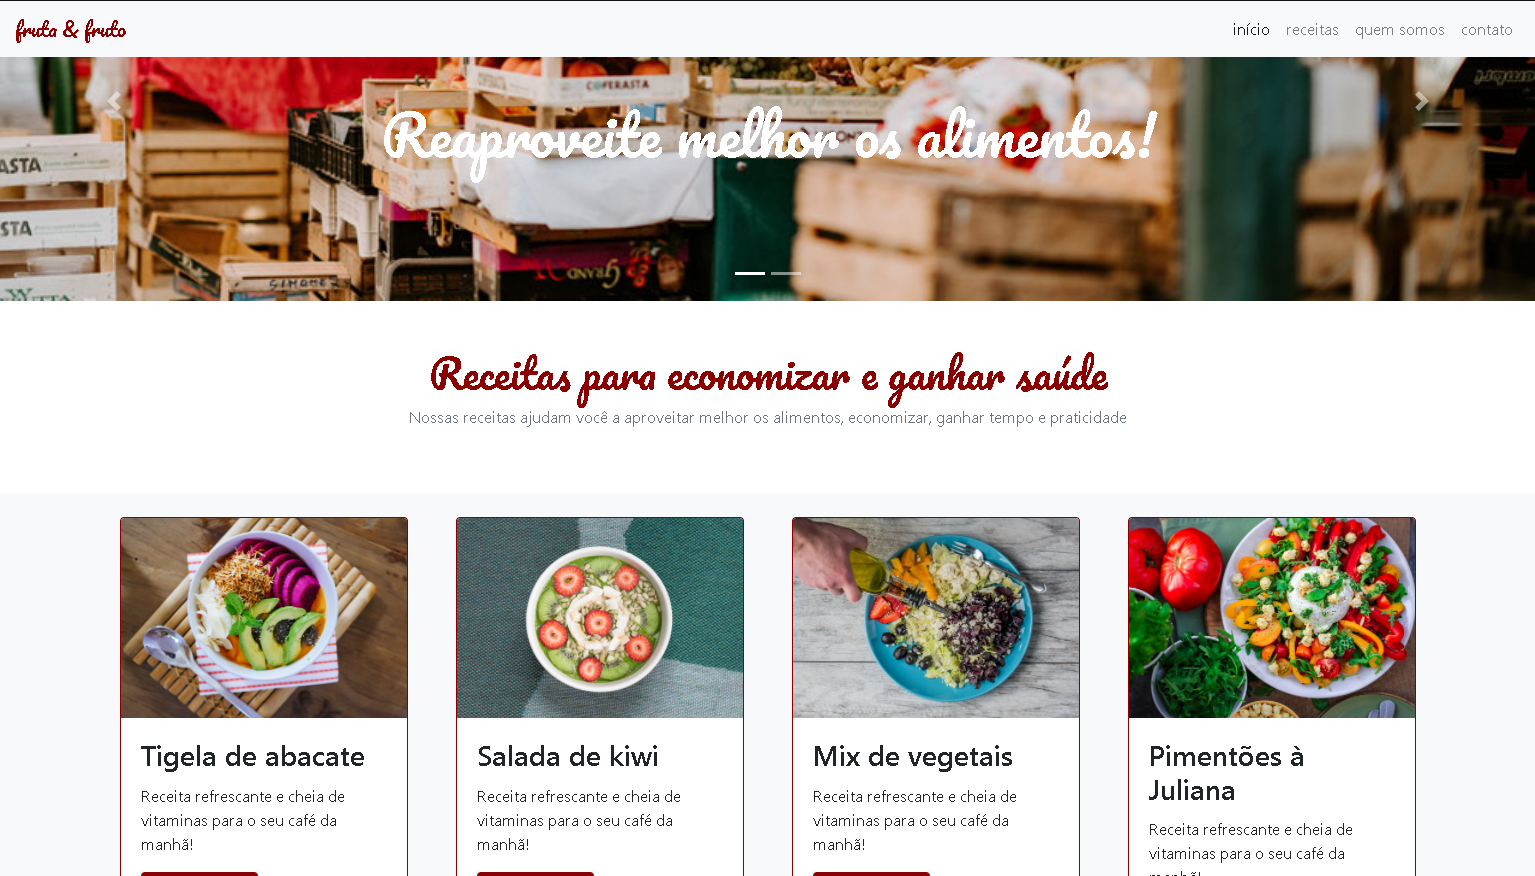 fruta & fruto
início receitas quem somos contato
COFERASTA
ASTA
STA
Reaproveite melhor os alimentos!
GRAND
SIMONEZ
Receitas para economizar e ganhar saúde
Nossas receitas ajudam você a aproveitar melhor os alimentos, economizar, ganhar tempo e praticidade
Tigela de abacate
Receita refrescante e cheia de
vitaminas para o seu café da
manhã!
Salada de kiwi
Receita refrescante e cheia de
vitaminas para o seu café da
manhã!
Mix de vegetais
Receita refrescante e cheia de
vitaminas para o seu café da
manhã!
Pimentões à
Juliana
Receita refrescante e cheia de
vitaminas para o seu café da
manhã!